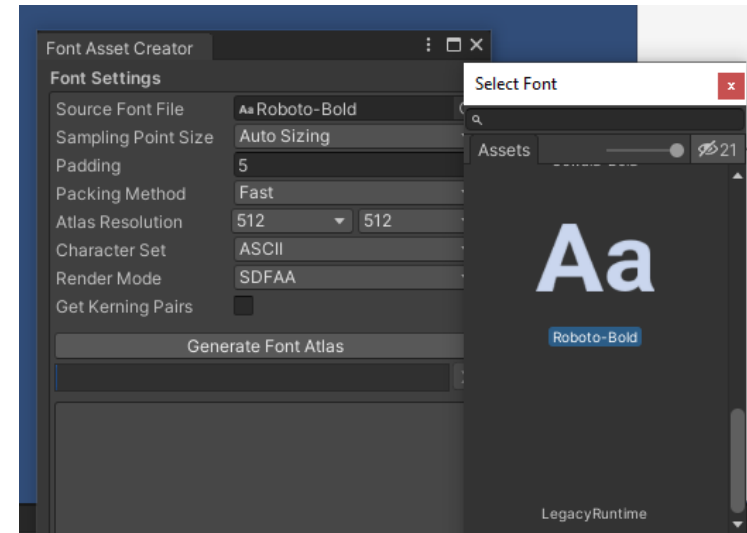 Font Asset Creator
Font Settings
Source Font File
Aa Roboto-Bold
Sampling Point Size
Auto Sizing
Padding
5
Packing Method
Fast
Atlas Resolution
512
512
Character Set
ASCII
Render Mode
SDFAA
Get Kerning Pairs
Generate Font Atlas
Select Font
x
Assets
21
Aa
Roboto-Bold
LegacyRuntime